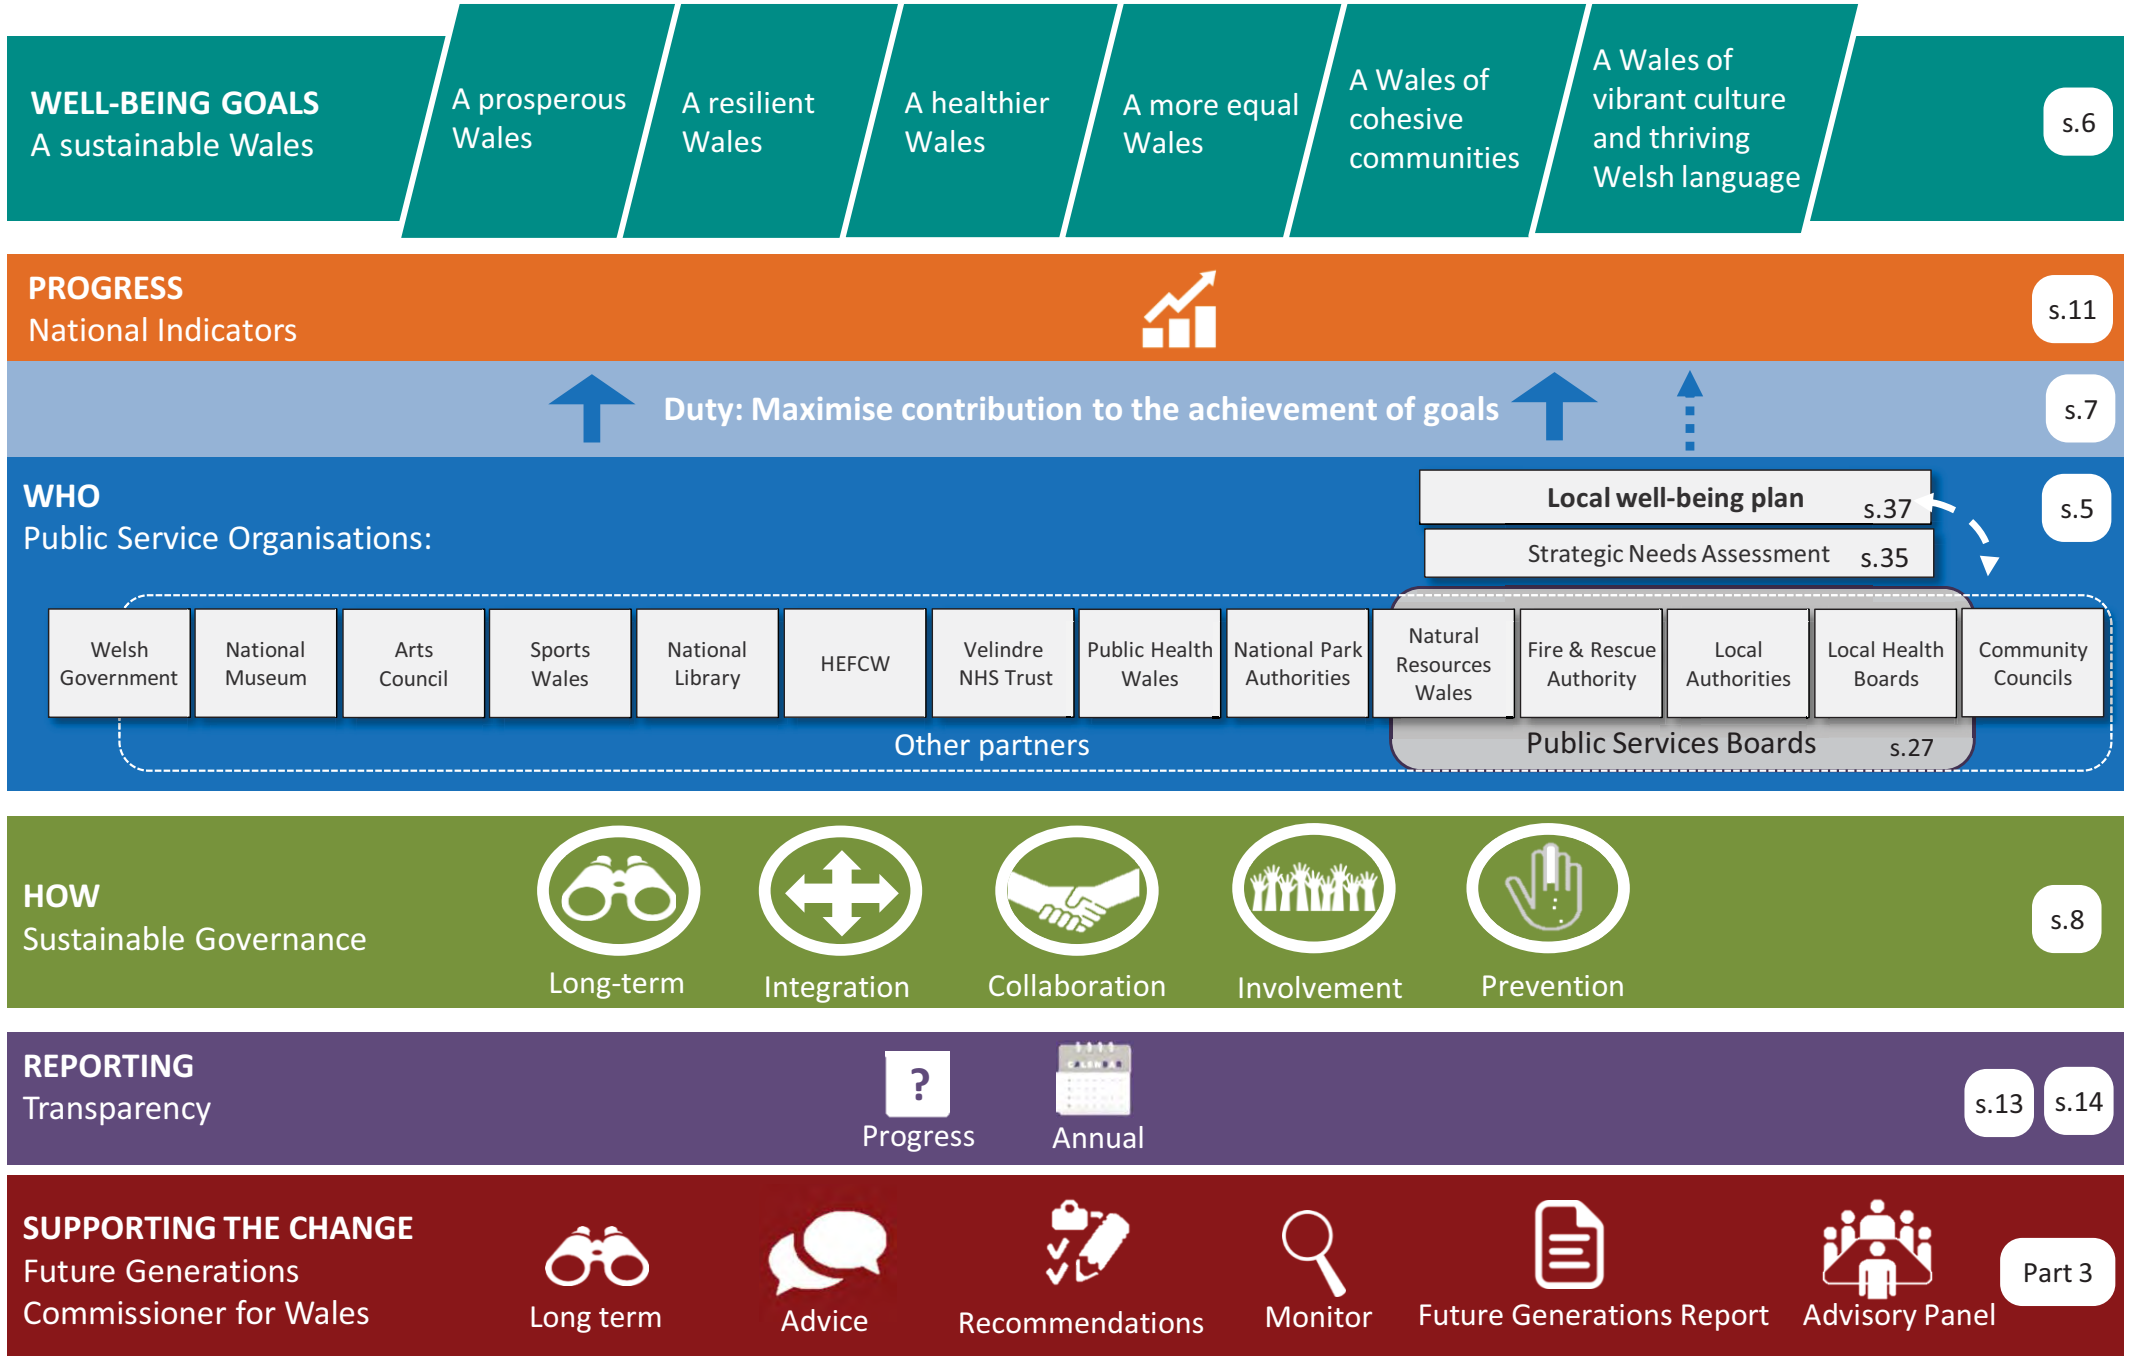 WELL-BEING GOALS
A sustainable Wales
A prosperous
Wales
A resilient
Wales
A healthier
Wales
A more equal
Wales
A Wales of
cohesive
communities
A Wales of
vibrant culture
and thriving
Welsh language
s.6
PROGRESS
National Indicators
s.11
Duty: Maximise contribution to the achievement of goals
s.7
WHO
Public Service Organisations:
Local well-being plan s.37
Strategic Needs Assessment s.35
s.5
Welsh
Government
National
Museum
Arts
Council
Sports
Wales
National
Library
HEFCW
Velindre
NHS Trust
Public Health
Wales
National Park
Authorities
Natural
Resources
Wales
Fire & Rescue
Authority
Local
Authorities
Local Health
Boards
Community
Councils
Other partners
Public Services Boards s.27
HOW
Sustainable Governance
Long-term
Integration
Collaboration
Involvement
Prevention
s.8
REPORTING
Transparency
?
Progress
CALENDAR
Annual
s.13
s.14
SUPPORTING THE CHANGE
Future Generations
Commissioner for Wales
Long term
Advice
Recommendations
Monitor
Future Generations Report
Advisory Panel
Part 3